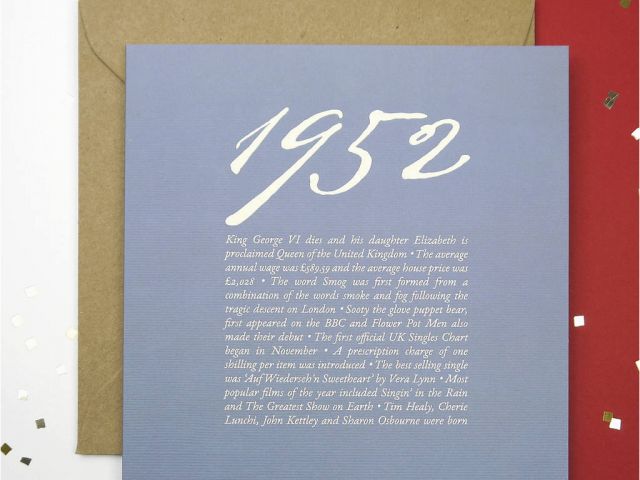 1952
King George VI dies and his daughter Elizabeth is
proclaimed Queen of the United Kingdom • The average
annual wage was £589.59 and the average house price was
£2,028 • The word Smog was first formed from a
combination of the words smoke and fog following the
tragic descent on London • Sooty the glove puppet bear,
first appeared on the BBC and Flower Pot Men also
made their debut • The first official UK Singles Chart
began in November • A prescription charge of one
shilling per item was introduced • The best selling single
was 'Auf Wiederseh'n Sweetheart' by Vera Lynn • Most
popular films of the year included Singin' in the Rain
and The Greatest Show on Earth • Tim Healy, Cherie
Lunchi, John Kettley and Sharon Osbourne were born